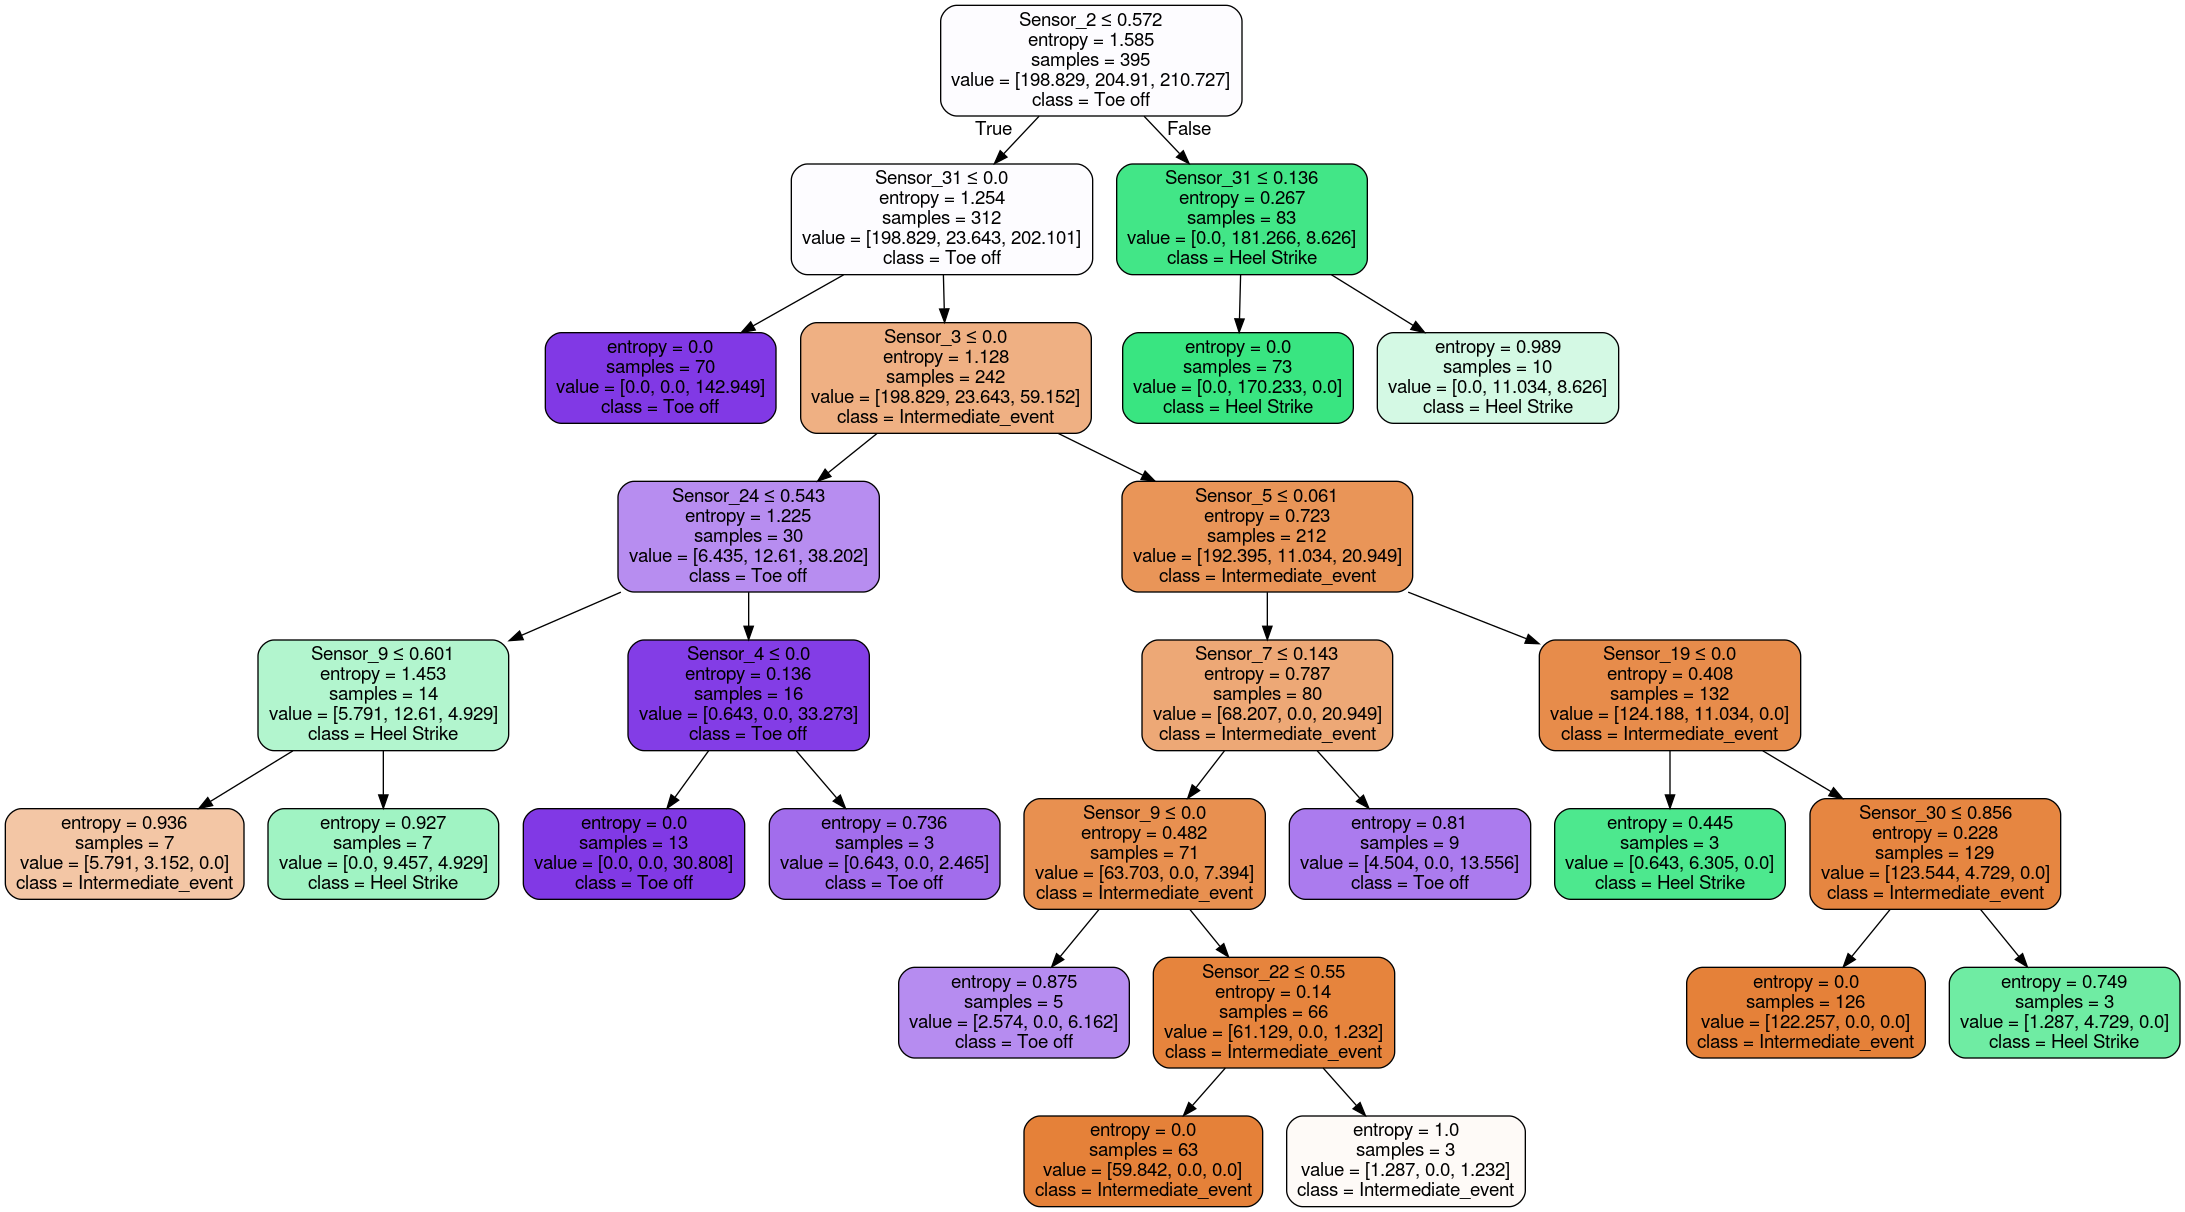 Sensor_2 ≤ 0.572
entropy = 1.585
samples = 395
value = [198.829, 204.91, 210.727]
class = Toe off
True
False
Sensor_31 ≤ 0.0
entropy = 1.254
samples = 312
value = [198.829, 23.643, 202.101]
class = Toe off
Sensor_31 ≤ 0.136
entropy = 0.267
samples = 83
value = [0.0, 181.266, 8.626]
class = Heel Strike
entropy = 0.0
samples = 70
value = [0.0, 0.0, 142.949]
class = Toe off
Sensor_3 ≤ 0.0
entropy = 1.128
samples = 242
value = [198.829, 23.643, 59.152]
class = Intermediate_event
entropy = 0.0
samples = 73
value = [0.0, 170.233, 0.0]
class = Heel Strike
entropy = 0.989
samples = 10
value = [0.0, 11.034, 8.626]
class = Heel Strike
Sensor_24 ≤ 0.543
entropy = 1.225
samples = 30
value = [6.435, 12.61, 38.202]
class = Toe off
Sensor_5 ≤ 0.061
entropy = 0.723
samples = 212
value = [192.395, 11.034, 20.949]
class = Intermediate_event
Sensor_9 ≤ 0.601
entropy = 1.453
samples = 14
value = [5.791, 12.61, 4.929]
class = Heel Strike
Sensor_4 ≤ 0.0
entropy = 0.136
samples = 16
value = [0.643, 0.0, 33.273]
class = Toe off
Sensor_7 ≤ 0.143
entropy = 0.787
samples = 80
value = [68.207, 0.0, 20.949]
class = Intermediate_event
Sensor_19 ≤ 0.0
entropy = 0.408
samples = 132
value = [124.188, 11.034, 0.0]
class = Intermediate_event
entropy = 0.936
samples = 7
value = [5.791, 3.152, 0.0]
class = Intermediate_event
entropy = 0.927
samples = 7
value = [0.0, 9.457, 4.929]
class = Heel Strike
entropy = 0.0
samples = 13
value = [0.0, 0.0, 30.808]
class = Toe off
entropy = 0.736
samples = 3
value = [0.643, 0.0, 2.465]
class = Toe off
Sensor_9 ≤ 0.0
entropy = 0.482
samples = 71
value = [63.703, 0.0, 7.394]
class = Intermediate_event
entropy = 0.81
samples = 9
value = [4.504, 0.0, 13.556]
class = Toe off
entropy = 0.445
samples = 3
value = [0.643, 6.305, 0.0]
class = Heel Strike
Sensor_30 ≤ 0.856
entropy = 0.228
samples = 129
value = [123.544, 4.729, 0.0]
class = Intermediate_event
entropy = 0.875
samples = 5
value = [2.574, 0.0, 6.162]
class = Toe off
Sensor_22 ≤ 0.55
entropy = 0.14
samples = 66
value = [61.129, 0.0, 1.232]
class = Intermediate_event
entropy = 0.0
samples = 126
value = [122.257, 0.0, 0.0]
class = Intermediate_event
entropy = 0.749
samples = 3
value = [1.287, 4.729, 0.0]
class = Heel Strike
entropy = 0.0
samples = 63
value = [59.842, 0.0, 0.0]
class = Intermediate_event
entropy = 1.0
samples = 3
value = [1.287, 0.0, 1.232]
class = Intermediate_event